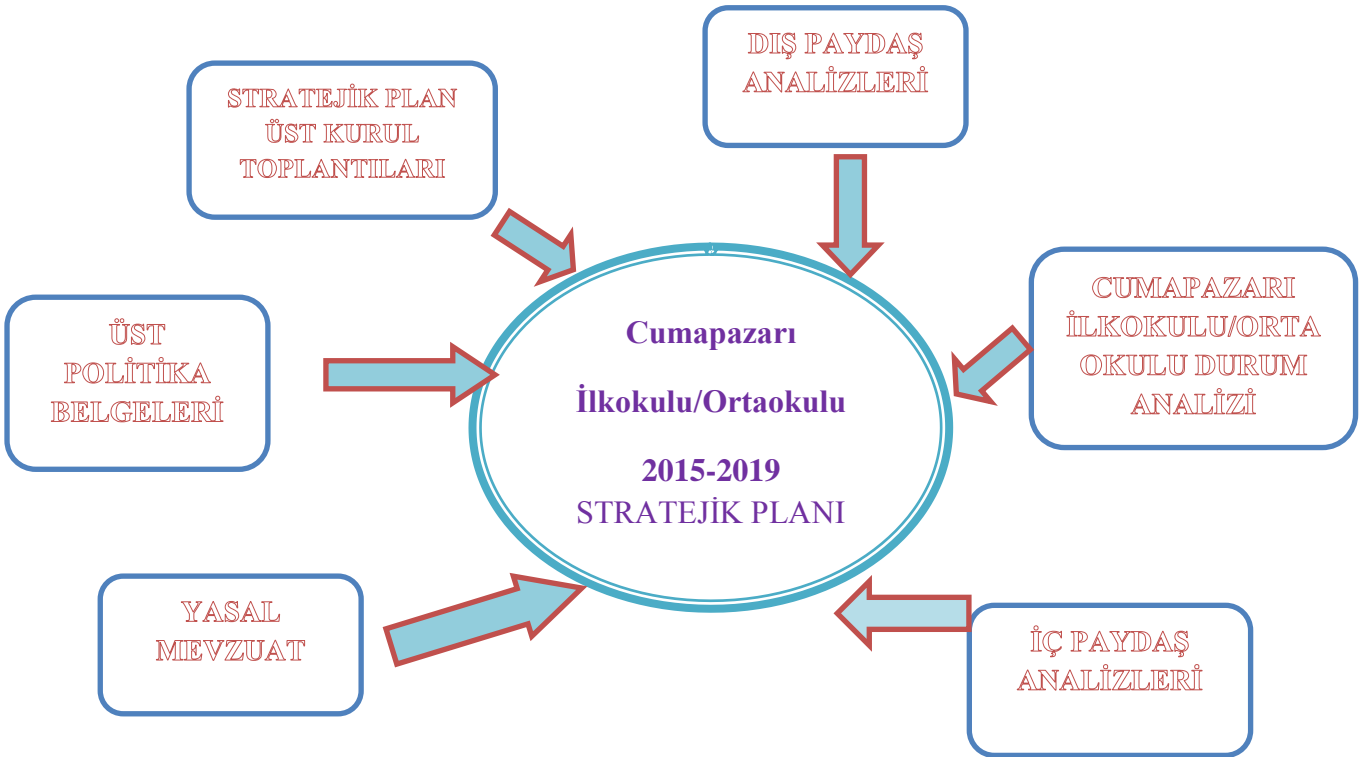 DIŞ PAYDAŞ
ANALİZLERİ
STRATEJİK PLAN
ÜST KURUL
TOPLANTILARI
CUMAPAZARI
İLKOKULU/ORTA
OKULU DURUM
ANALİZİ
ÜST
POLİTİKA
BELGELERİ
Cumapazarı
İlkokulu/Ortaokulu
2015-2019
STRATEJİK PLANI
YASAL
MEVZUAT
İÇ PAYDAŞ
ANALİZLERİ